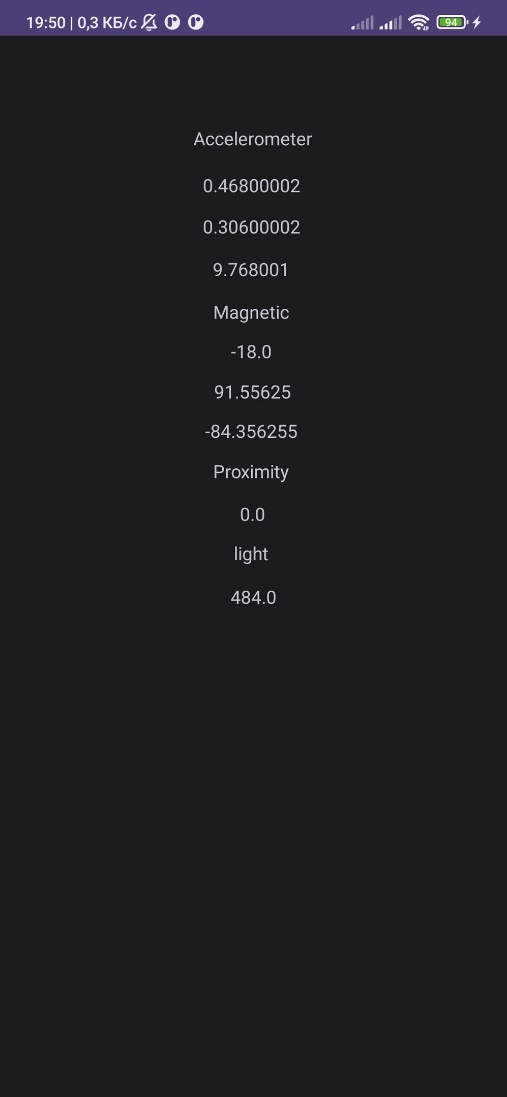 19:50 | 0,3 КБ/с 94
Accelerometer
0.46800002
0.30600002
9.768001
Magnetic
-18.0
91.55625
-84.356255
Proximity
0.0
light
484.0